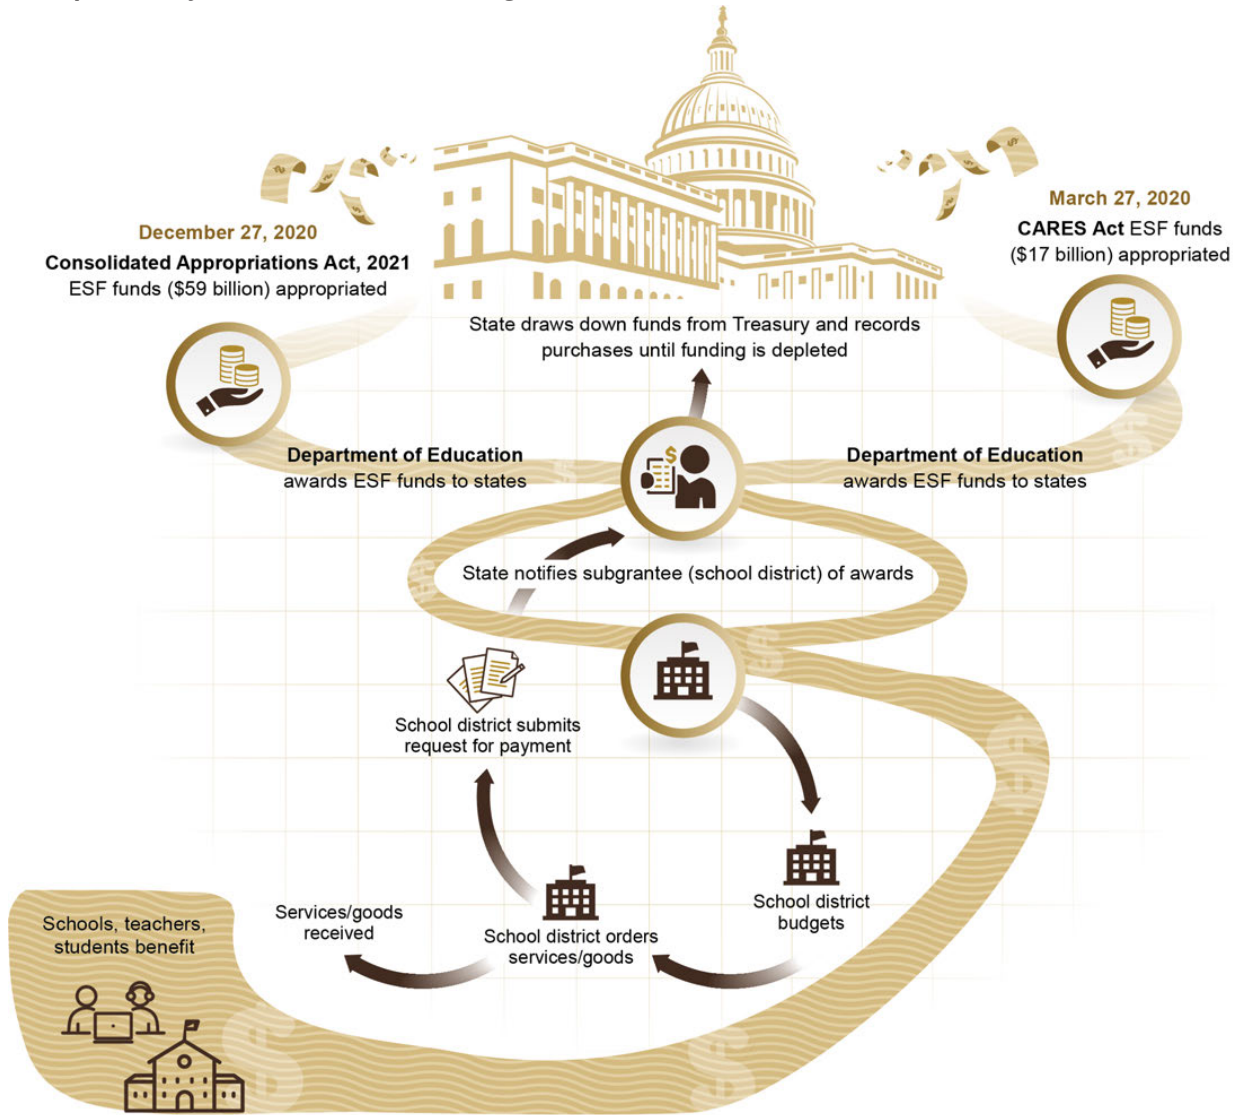 December 27, 2020
Consolidated Appropriations Act, 2021
ESF funds ($59 billion) appropriated
March 27, 2020
CARES Act ESF funds
($17 billion) appropriated
State draws down funds from Treasury and records
purchases until funding is depleted
Department of Education
awards ESF funds to states
Department of Education
awards ESF funds to states
State notifies subgrantee (school district) of awards
School district submits
request for payment
School district
budgets
School district orders
services/goods
Services/goods
received
Schools, teachers,
students benefit